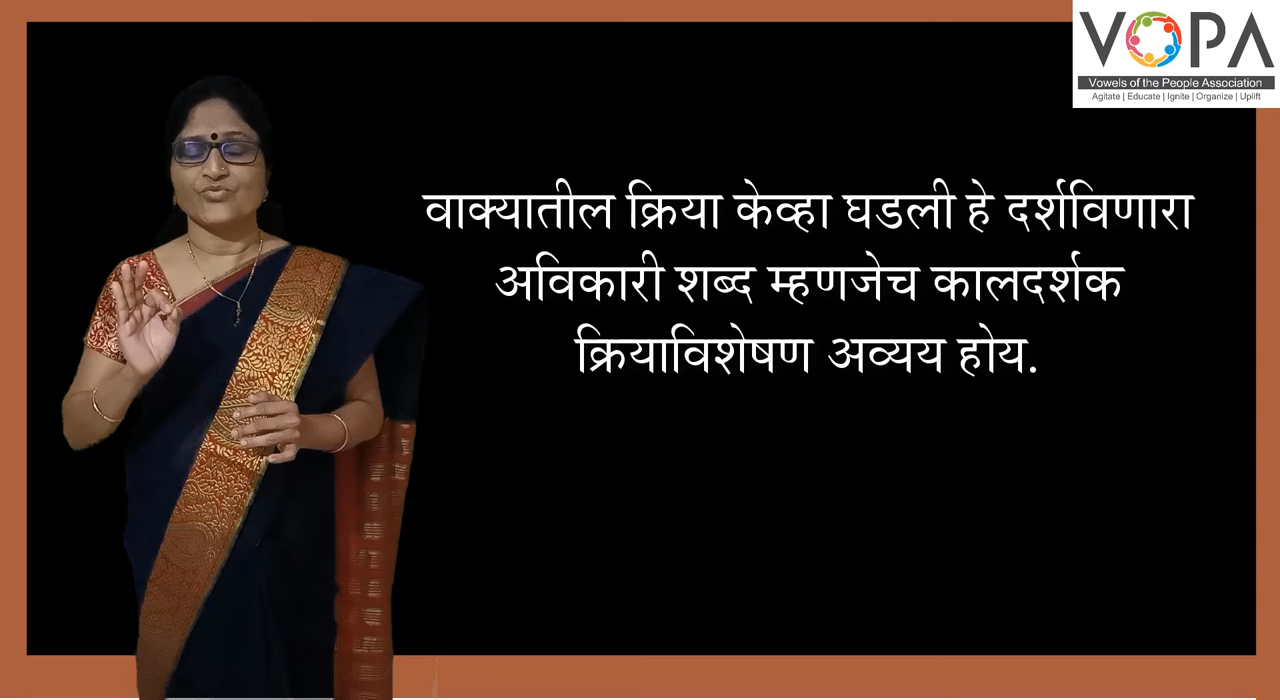 VOPA
Vowels of the People Association
Agitate | Educate | Ignite | Organize | Uplift
वाक्यातील क्रिया केव्हा घडली हे दर्शविणारा
अविकारी शब्द म्हणजेच कालदर्शक
क्रियाविशेषण अव्यय होय.